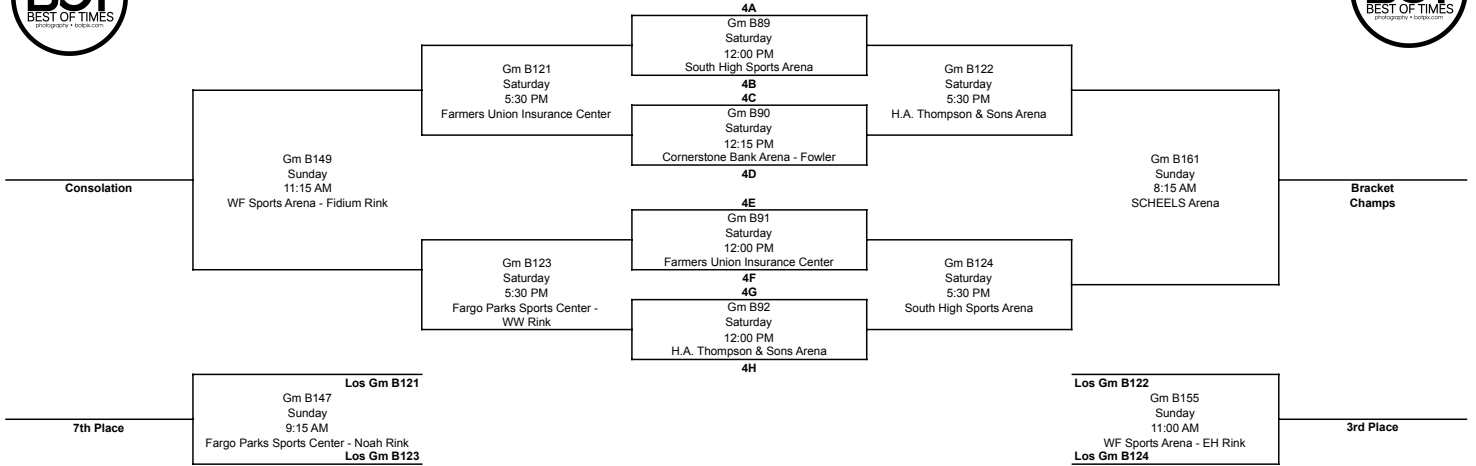 BOT
BEST OF TIMES
photography • botpix.com
BOT
BEST OF TIMES
photography • botpix.com
4A
Gm B89
Saturday
12:00 PM
South High Sports Arena
4B
4C
Gm B90
Saturday
12:15 PM
Cornerstone Bank Arena - Fowler
4D
4E
Gm B91
Saturday
12:00 PM
Farmers Union Insurance Center
4F
4G
Gm B92
Saturday
12:00 PM
H.A. Thompson & Sons Arena
4H
Gm B121
Saturday
5:30 PM
Farmers Union Insurance Center
Gm B122
Saturday
5:30 PM
H.A. Thompson & Sons Arena
Gm B123
Saturday
5:30 PM
Fargo Parks Sports Center -
WW Rink
Gm B124
Saturday
5:30 PM
South High Sports Arena
Gm B149
Sunday
11:15 AM
WF Sports Arena - Fidium Rink
Consolation
Gm B161
Sunday
8:15 AM
SCHEELS Arena
Bracket
Champs
Los Gm B121
Gm B147
Sunday
9:15 AM
Fargo Parks Sports Center - Noah Rink
Los Gm B123
7th Place
Los Gm B122
Gm B155
Sunday
11:00 AM
WF Sports Arena - EH Rink
Los Gm B124
3rd Place